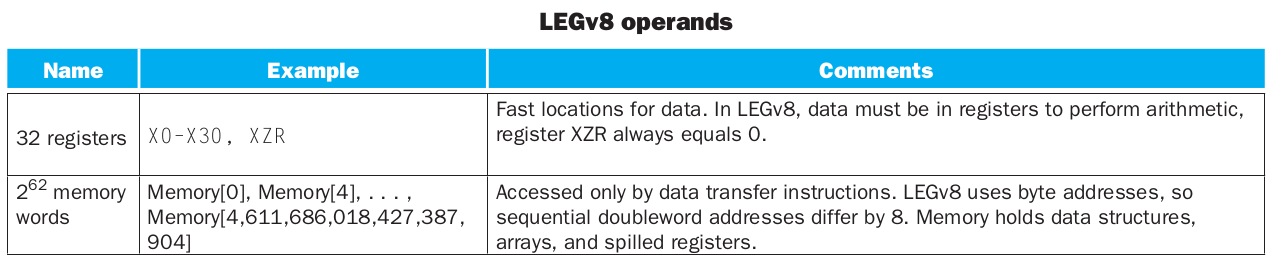 LEGv8 operands
Name Example Comments
32 registers X0–X30, XZR Fast locations for data. In LEGv8, data must be in registers to perform arithmetic,
register XZR always equals 0.
2^62 memory
words
Memory[0], Memory[4], . . . ,
Memory[4,611,686,018,427,387,
904]
Accessed only by data transfer instructions. LEGv8 uses byte addresses, so
sequential doubleword addresses differ by 8. Memory holds data structures,
arrays, and spilled registers.